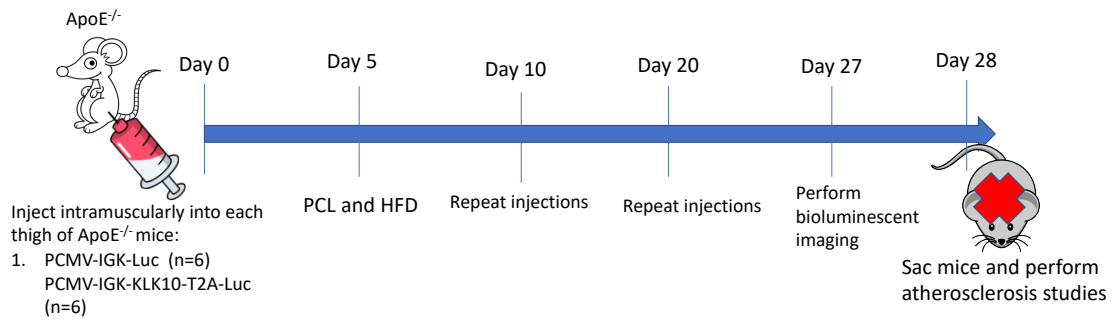 ApoE-/-
Day 0
Day 5
Day 10
Day 20
Day 27
Day 28
Inject intramuscularly into each
thigh of ApoE-/- mice:
1. PCMV-IGK-Luc (n=6)
PCMV-IGK-KLK10-T2A-Luc
(n=6)
PCL and HFD
Repeat injections
Repeat injections
Perform
bioluminescent
imaging
Sac mice and perform
atherosclerosis studies